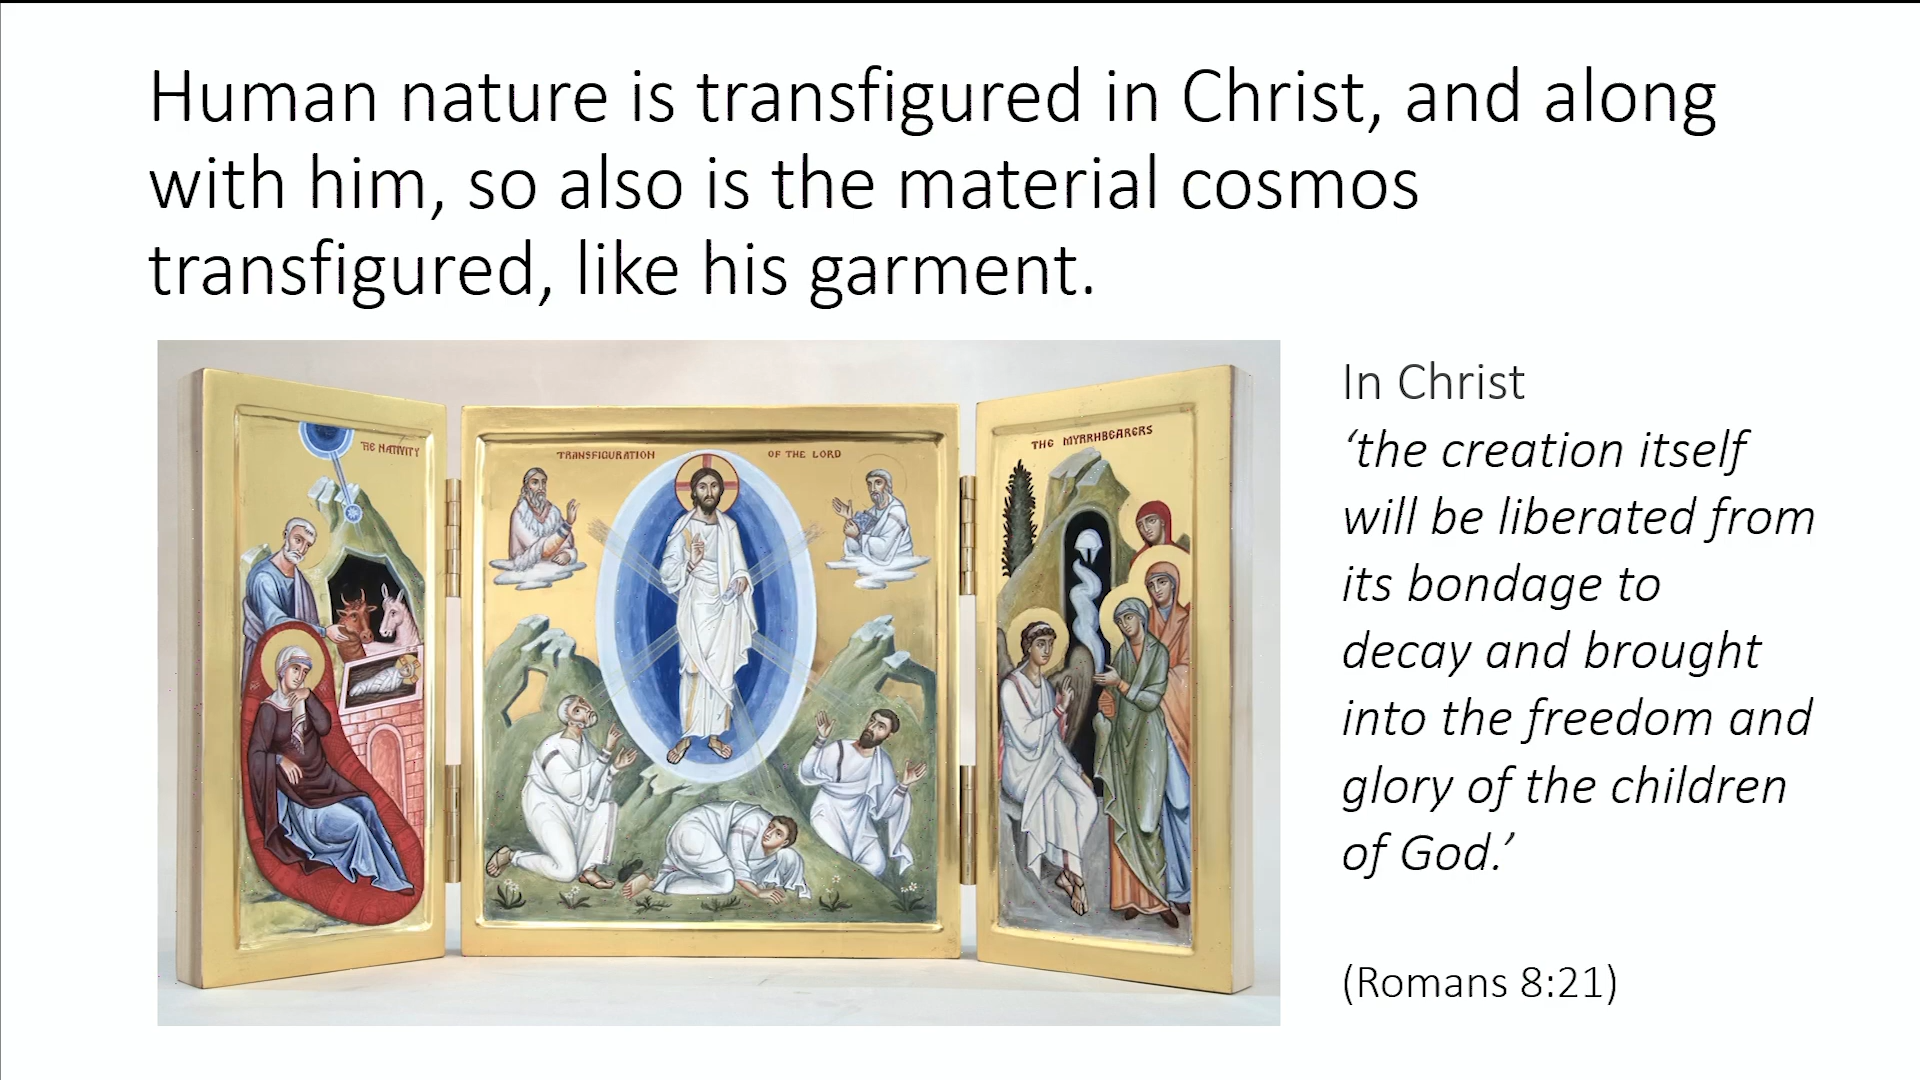 Human nature is transfigured in Christ, and along
with him, so also is the material cosmos
transfigured, like his garment.
THE NATIVITY
TRANSFIGURATION OF THE LORD
THE MYRRHBEARERS
In Christ
‘the creation itself
will be liberated from
its bondage to
decay and brought
into the freedom and
glory of the children
of God.’
(Romans 8:21)